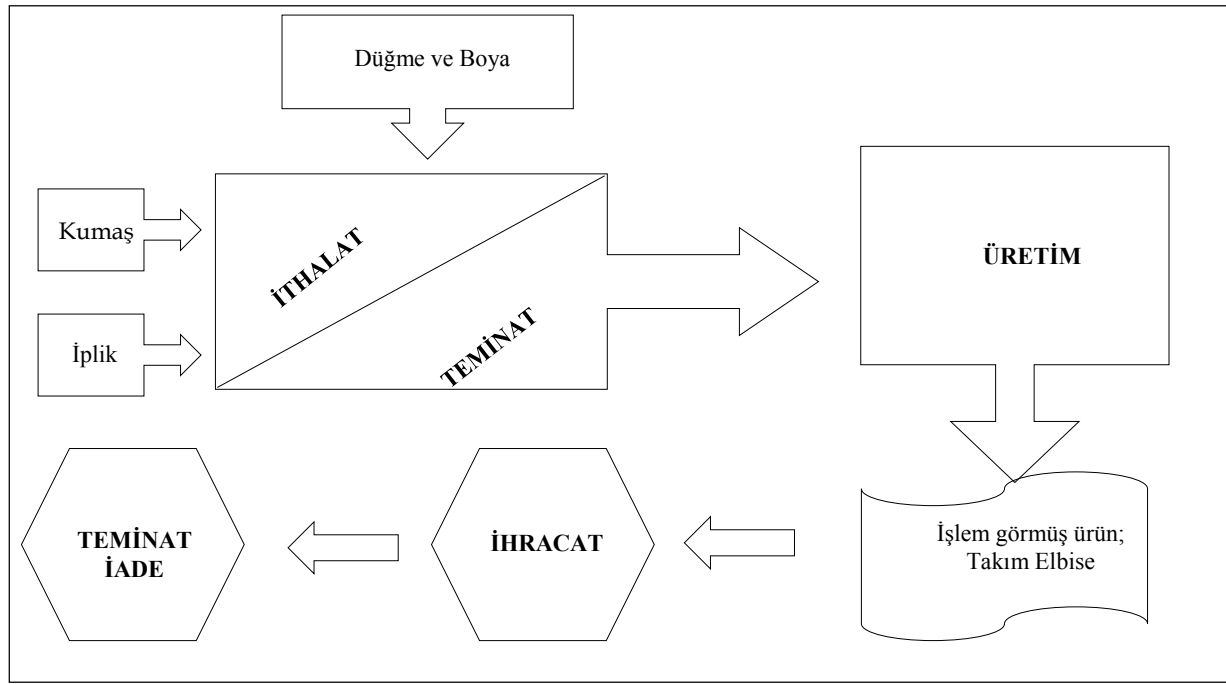 Düğme ve Boya
Kumaş
İTHALAT
ÜRETİM
İplik
TEMİNAT
TEMİNAT
İADE
İHRACAT
İşlem görmüş ürün;
Takım Elbise